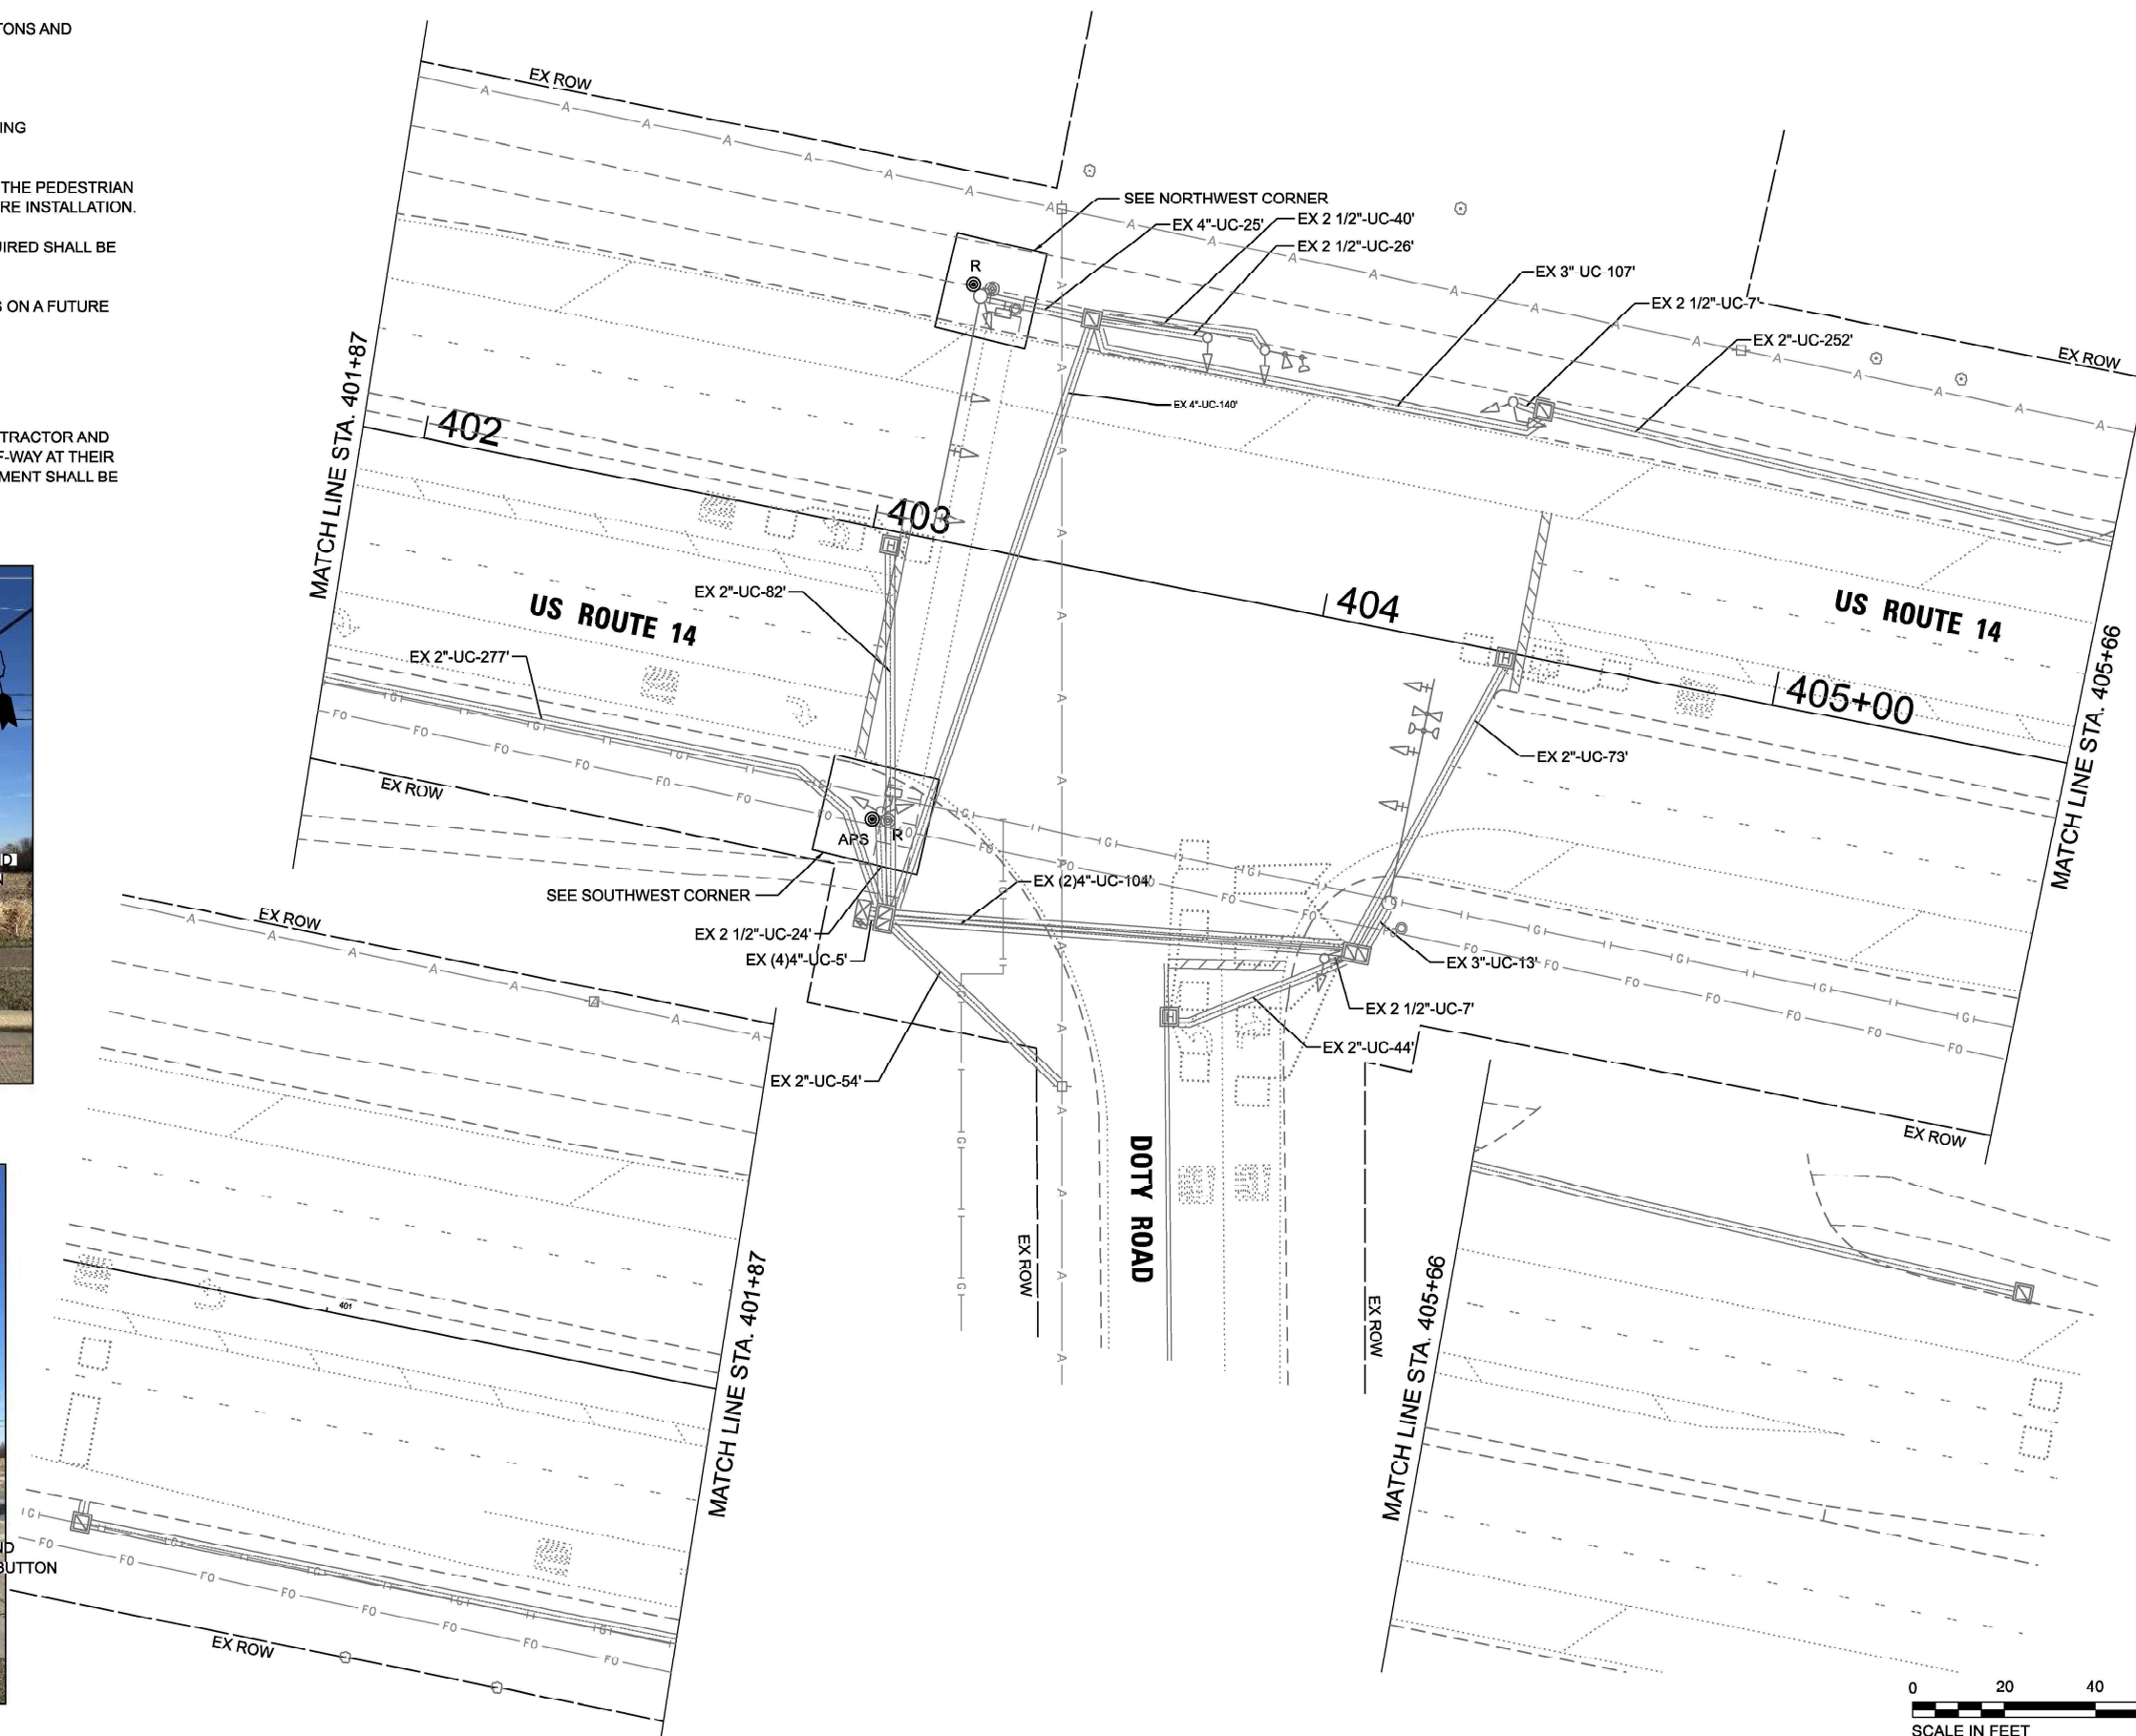 TONS AND
ING
THE PEDESTRIAN
RE INSTALLATION.
UIRED SHALL BE
S ON A FUTURE
TRACTOR AND
F-WAY AT THEIR
MENT SHALL BE
EX ROW
SEE NORTHWEST CORNER
EX 4"-UC-25'
EX 2 1/2"-UC-40'
EX 2 1/2"-UC-26'
EX 3" UC 107'
EX 2 1/2"-UC-7'
EX 2"-UC-252'
EX ROW
R
EX 4"-UC-140'
MATCH LINE STA. 401+87
402
403
404
405+00
US ROUTE 14
US ROUTE 14
EX 2"-UC-82'
EX 2"-UC-277'
EX 2"-UC-73'
MATCH LINE STA. 405+66
EX ROW
APS
R
SEE SOUTHWEST CORNER
EX (2)4"-UC-104'
EX 2 1/2"-UC-24'
EX (4)4"-UC-5'
EX 3"-UC-13'
EX 2 1/2"-UC-7'
EX 2"-UC-44'
EX 2"-UC-54'
EX ROW
EX ROW
DOTY ROAD
EX ROW
EX ROW
MATCH LINE STA. 401+87
401
MATCH LINE STA. 405+66
BUTTON
EX ROW
0 20 40
SCALE IN FEET